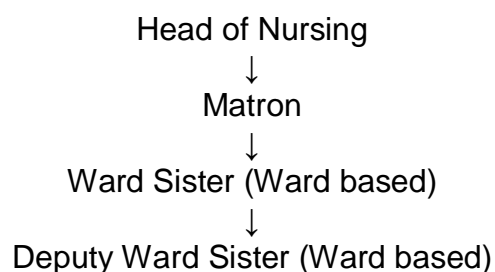 Head of Nursing
↓
Matron
↓
Ward Sister (Ward based)
↓
Deputy Ward Sister (Ward based)